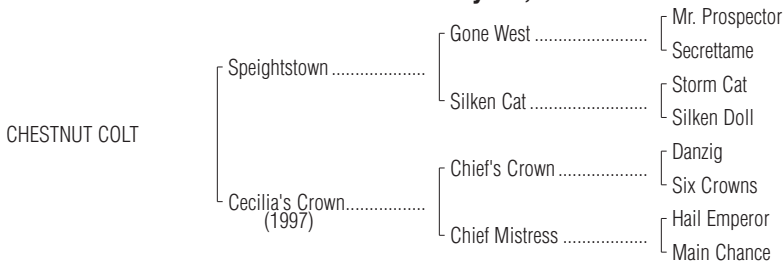 Mr. Prospector
Gone West ........................
Secrettame
Speightstown ....................
Storm Cat
Silken Cat .........................
Silken Doll
CHESTNUT COLT
Danzig
Chief's Crown ...................
Six Crowns
Cecilia's Crown.................
(1997)
Hail Emperor
Chief Mistress ..................
Main Chance